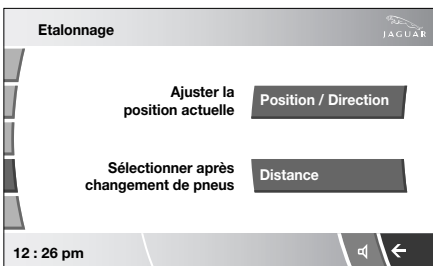 Etalonnage
JAGUAR
Ajuster la
position actuelle
Position / Direction
Sélectionner après
changement de pneus
Distance
12 : 26 pm